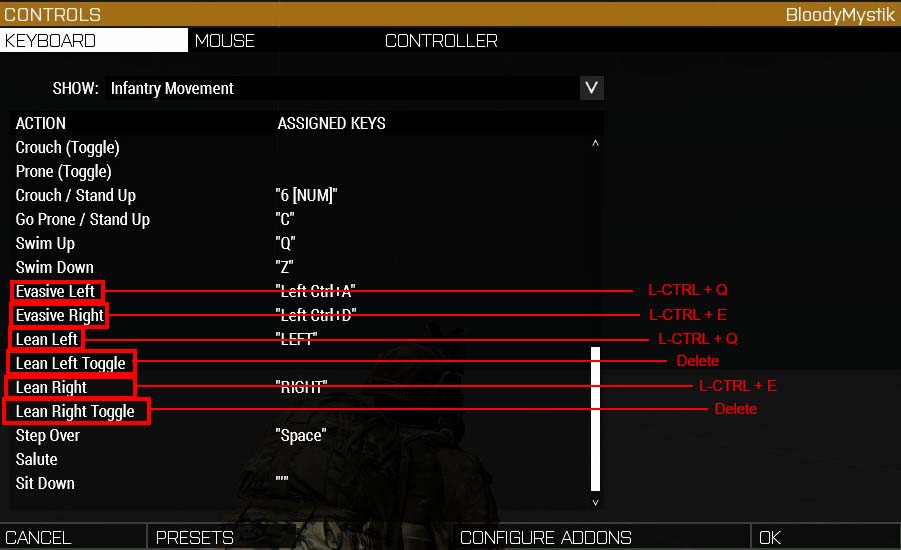 CONTROLS BloodyMystik
KEYBOARD MOUSE CONTROLLER
SHOW: Infantry Movement V
ACTION ASSIGNED KEYS
Crouch (Toggle)
Prone (Toggle)
Crouch / Stand Up "6 [NUM]"
Go Prone / Stand Up "C"
Swim Up "Q"
Swim Down "Z"
Evasive Left "Left Ctrl+A" L-CTRL + Q
Evasive Right "Left Ctrl+D" L-CTRL + E
Lean Left "LEFT" L-CTRL + Q
Lean Left Toggle Delete
Lean Right "RIGHT" L-CTRL + E
Lean Right Toggle Delete
Step Over "Space"
Salute
Sit Down "'"
CANCEL PRESETS CONFIGURE ADDONS OK